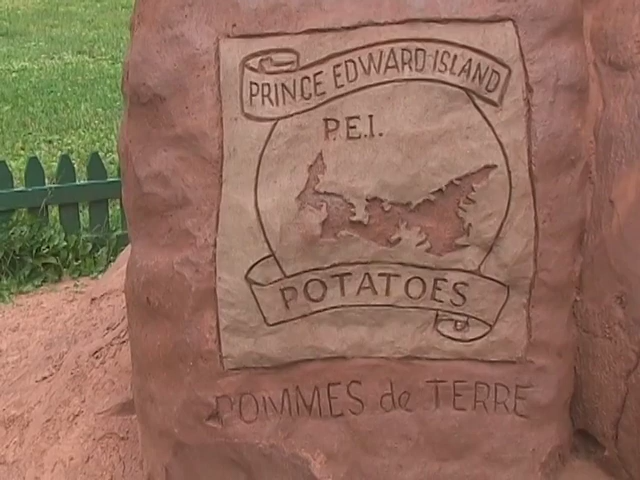 PRINCE EDWARD ISLAND
P.E.I.
POTATOES
POMMES de TERRE